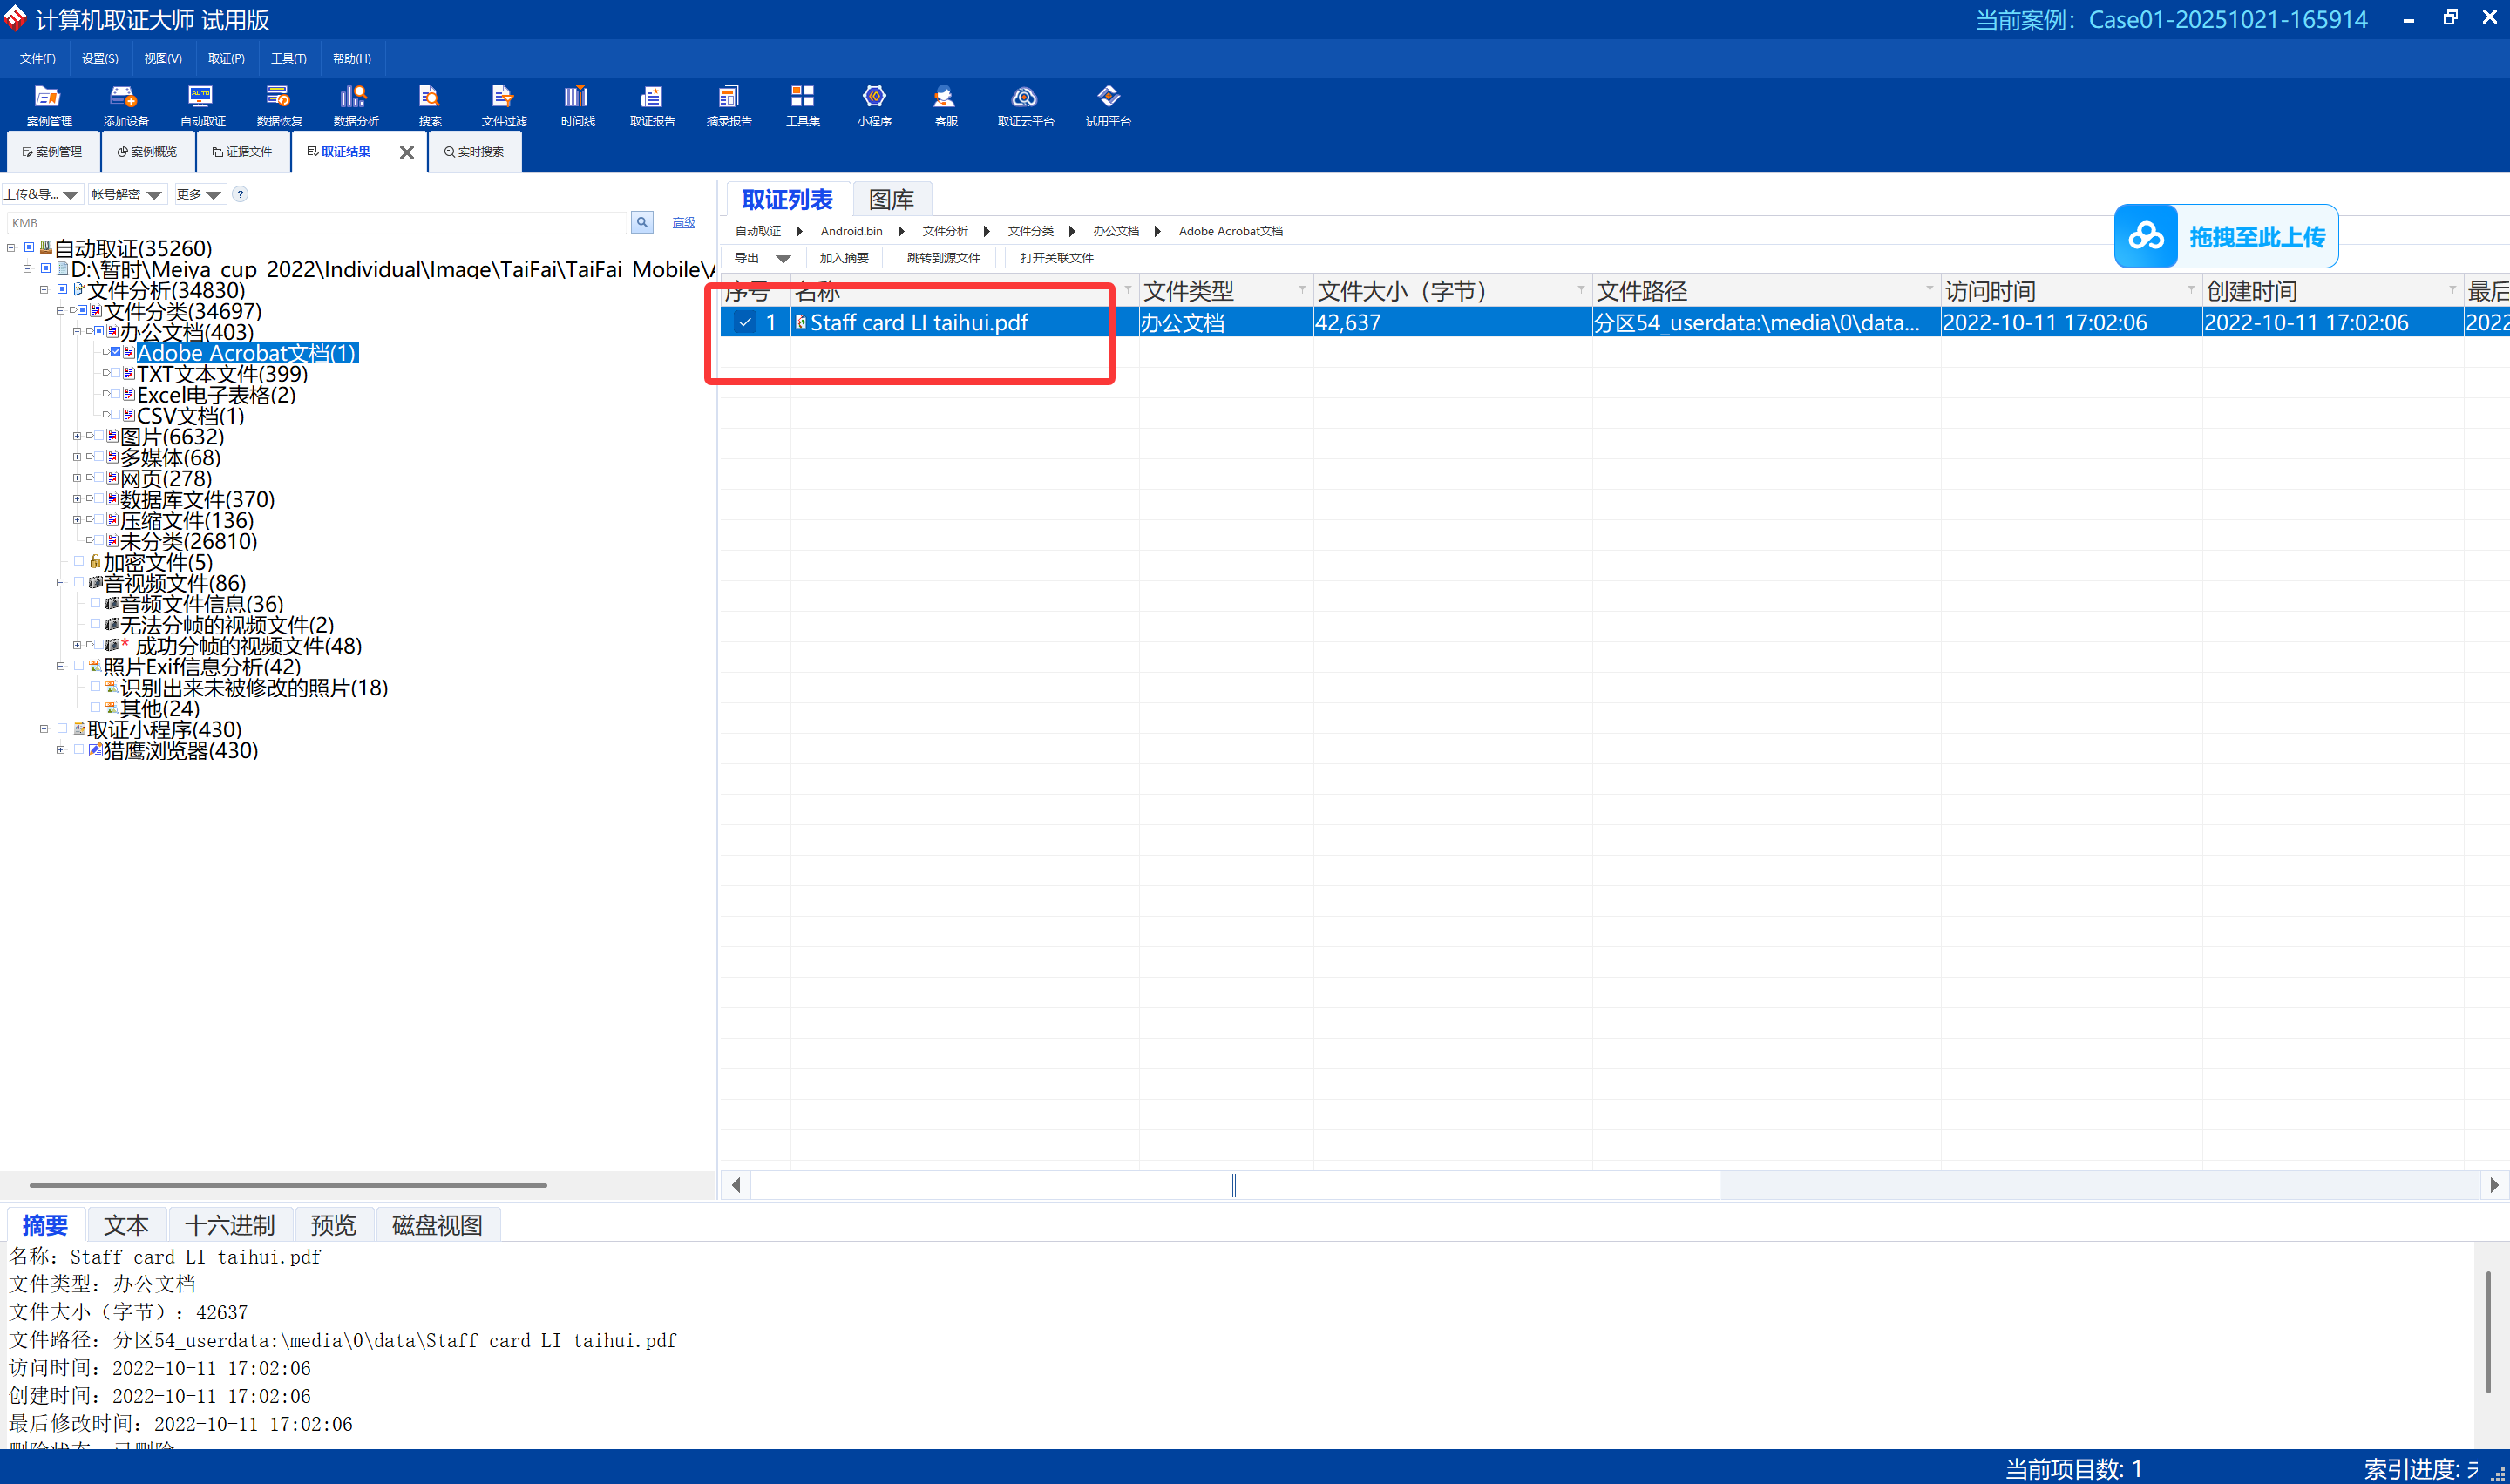 计算机取证大师 试用版
当前案例：Case01-20251021-165914
文件(F) 设置(S) 视图(V) 取证(P) 工具(T) 帮助(H)
案例管理 添加设备 自动取证 数据恢复 数据分析 搜索 文件过滤 时间线 取证报告 摘录报告 工具集 小程序 客服 取证云平台 试用平台
案例管理 案例概览 证据文件 取证结果 实时搜索
上传&导... 帐号解密 更多 ?
KMB 高级
自动取证(35260)
D:\暂时\Meiya_cup_2022\Individual\Image\TaiFai\TaiFai_Mobile\
文件分析(34830)
文件分类(34697)
办公文档(403)
Adobe Acrobat文档(1)
TXT文本文件(399)
Excel电子表格(2)
CSV文档(1)
图片(6632)
多媒体(68)
网页(278)
数据库文件(370)
压缩文件(136)
未分类(26810)
加密文件(5)
音视频文件(86)
音频文件信息(36)
无法分帧的视频文件(2)
* 成功分帧的视频文件(48)
照片Exif信息分析(42)
识别出来未被修改的照片(18)
其他(24)
取证小程序(430)
猎鹰浏览器(430)
取证列表 图库
拖拽至此上传
自动取证 Android.bin 文件分析 文件分类 办公文档 Adobe Acrobat文档
导出 加入摘要 跳转到源文件 打开关联文件
序号 名称 文件类型 文件大小（字节） 文件路径 访问时间 创建时间 最后
1 Staff card LI taihui.pdf 办公文档 42,637 分区54_userdata:\media\0\data... 2022-10-11 17:02:06 2022-10-11 17:02:06 2022
摘要 文本 十六进制 预览 磁盘视图
名称：Staff card LI taihui.pdf
文件类型：办公文档
文件大小（字节）：42637
文件路径：分区54_userdata:\media\0\data\Staff card LI taihui.pdf
访问时间：2022-10-11 17:02:06
创建时间：2022-10-11 17:02:06
最后修改时间：2022-10-11 17:02:06
删除状态：已删除
当前项目数: 1 索引进度: